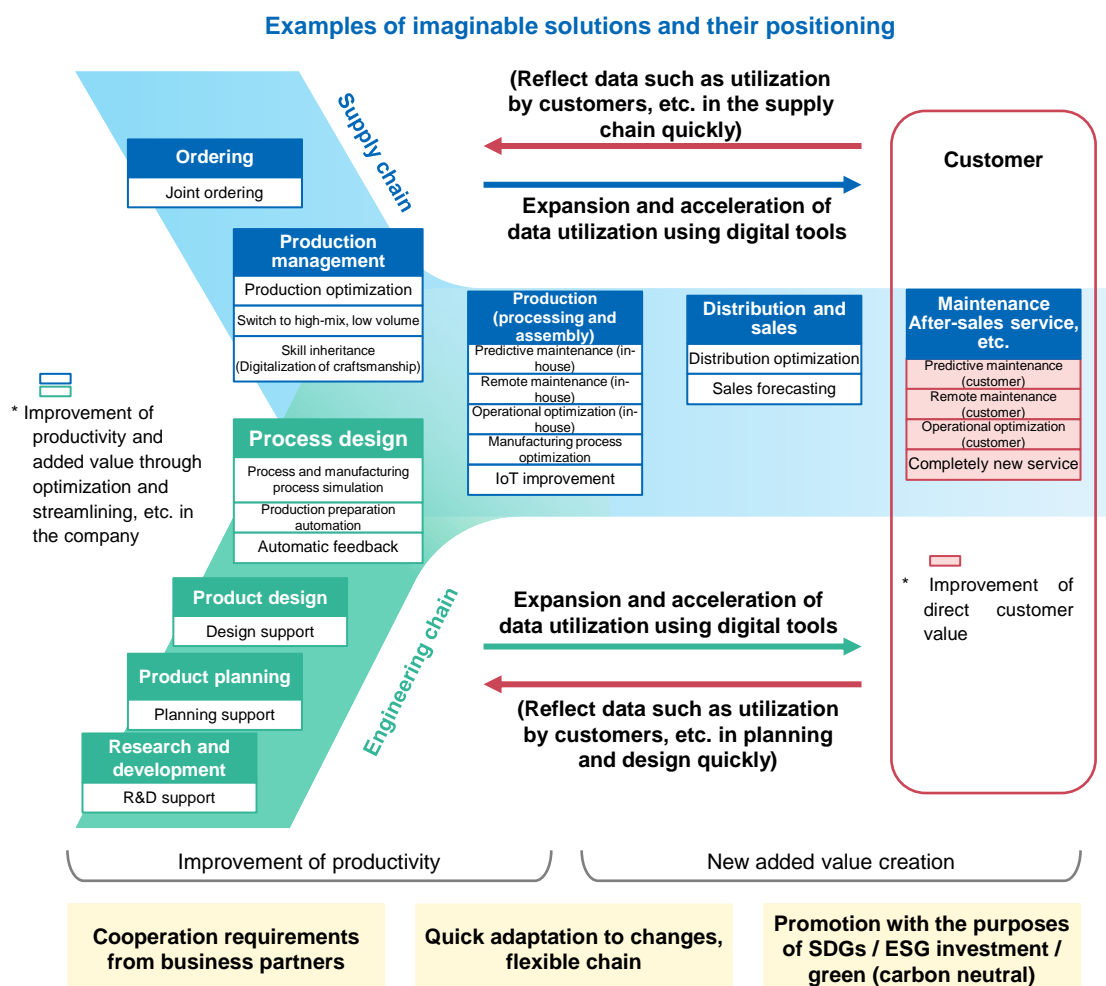 Examples of imaginable solutions and their positioning
(Reflect data such as utilization
by customers, etc. in the supply
chain quickly)
Supply chain
Ordering
Joint ordering
Customer
Expansion and acceleration of
data utilization using digital tools
Production
management
Production optimization
Switch to high-mix, low volume
Skill inheritance
(Digitalization of craftsmanship)
Production
(processing and
assembly)
Predictive maintenance (in-
house)
Remote maintenance (in-
house)
Operational optimization (in-
house)
Manufacturing process
optimization
IoT improvement
Distribution and
sales
Distribution optimization
Sales forecasting
Maintenance
After-sales service,
etc.
Predictive maintenance
(customer)
Remote maintenance
(customer)
Operational optimization
(customer)
Completely new service
* Improvement of
productivity and
added value through
optimization and
streamlining, etc. in
the company
Process design
Process and manufacturing
process simulation
Production preparation
automation
Automatic feedback
Product design
Design support
Product planning
Planning support
Research and
development
R&D support
Engineering chain
Expansion and acceleration of
data utilization using digital tools
(Reflect data such as utilization
by customers, etc. in planning
and design quickly)
* Improvement of
direct customer
value
Improvement of productivity
New added value creation
Cooperation requirements
from business partners
Quick adaptation to changes,
flexible chain
Promotion with the purposes
of SDGs / ESG investment /
green (carbon neutral)